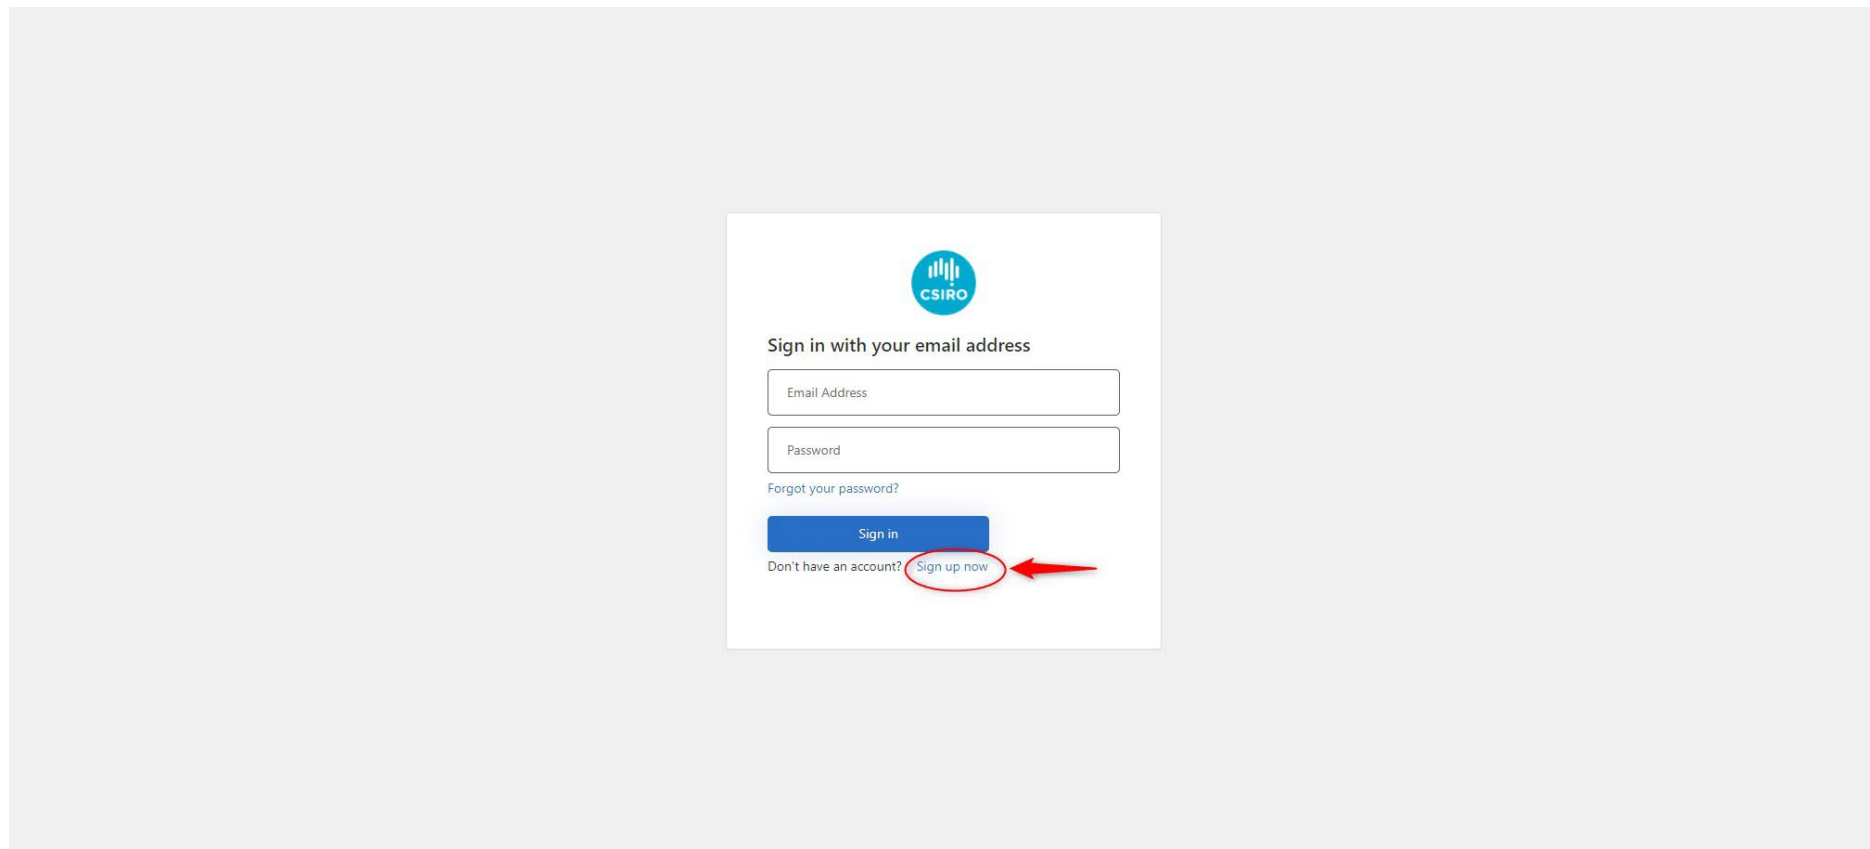 CSIRO
Sign in with your email address
Email Address
Password
Forgot your password?
Sign in
Don't have an account? Sign up now